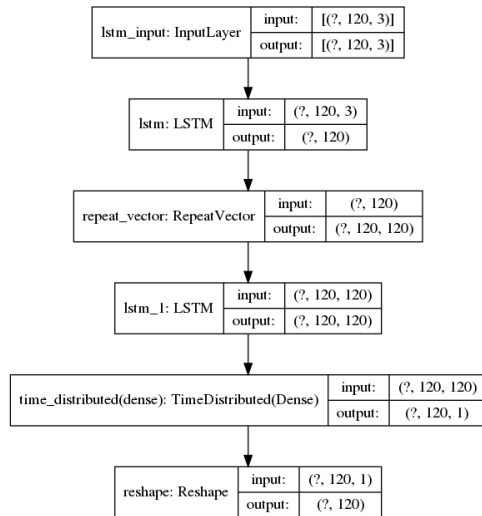 lstm_input: InputLayer
input: [(?, 120, 3)]
output: [(?, 120, 3)]
lstm: LSTM
input: (?, 120, 3)
output: (?, 120)
repeat_vector: RepeatVector
input: (?, 120)
output: (?, 120, 120)
lstm_1: LSTM
input: (?, 120, 120)
output: (?, 120, 120)
time_distributed(dense): TimeDistributed(Dense)
input: (?, 120, 120)
output: (?, 120, 1)
reshape: Reshape
input: (?, 120, 1)
output: (?, 120)